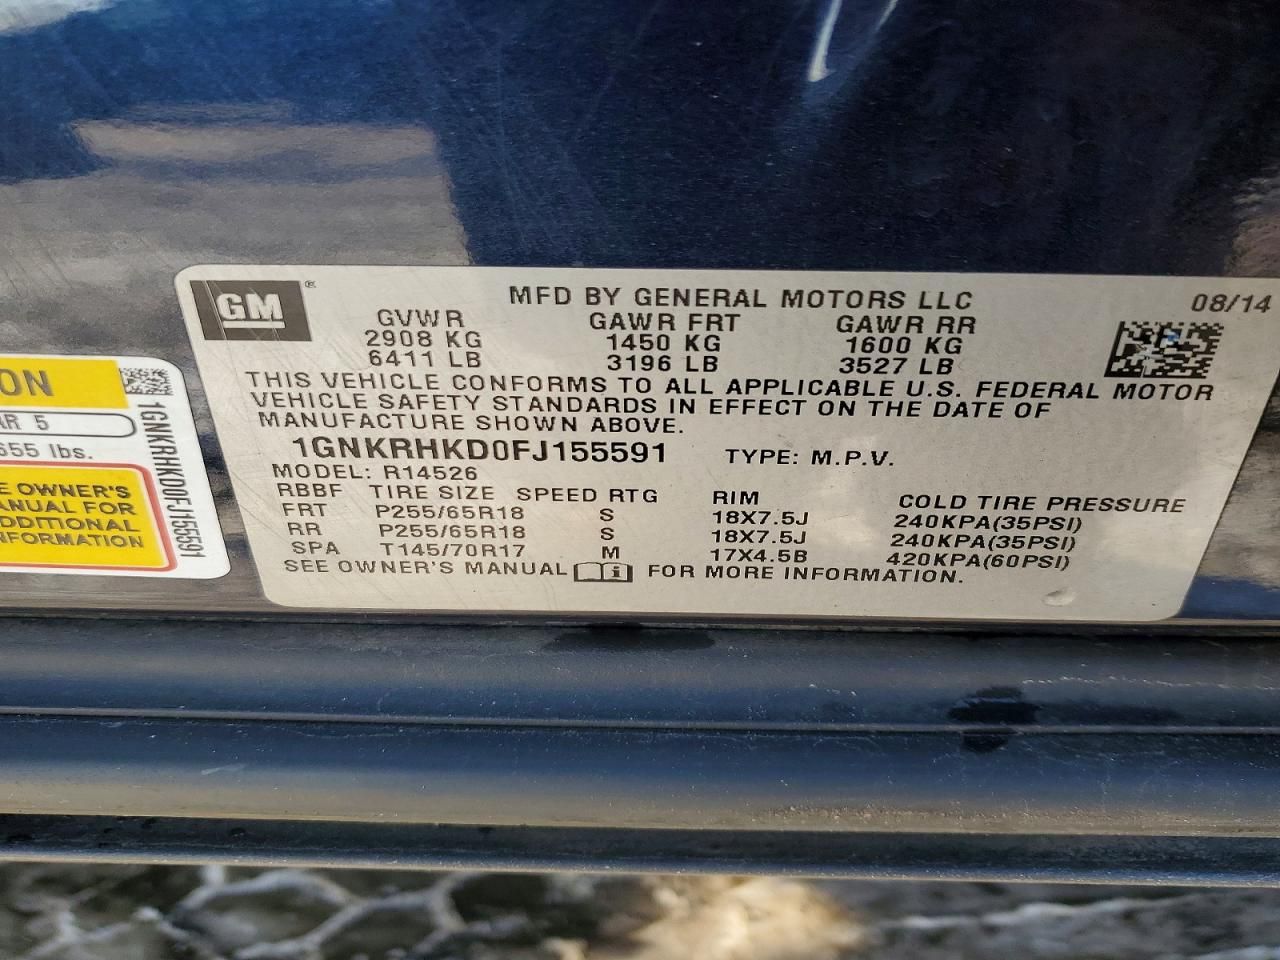 GM ®
MFD BY GENERAL MOTORS LLC 08/14
GVWR GAWR FRT GAWR RR
2908 KG 1450 KG 1600 KG
6411 LB 3196 LB 3527 LB
THIS VEHICLE CONFORMS TO ALL APPLICABLE U.S. FEDERAL MOTOR
VEHICLE SAFETY STANDARDS IN EFFECT ON THE DATE OF
MANUFACTURE SHOWN ABOVE.
1GNKRHKD0FJ155591 TYPE: M.P.V.
MODEL: R14526
RBBF TIRE SIZE SPEED RTG RIM COLD TIRE PRESSURE
FRT P255/65R18 S 18X7.5J 240KPA(35PSI)
RR P255/65R18 S 18X7.5J 240KPA(35PSI)
SPA T145/70R17 M 17X4.5B 420KPA(60PSI)
SEE OWNER'S MANUAL i FOR MORE INFORMATION.
ON
AR 5
655 lbs.
E OWNER'S
ANUAL FOR
DDITIONAL
NFORMATION
1GNKRHKD0FJ155591